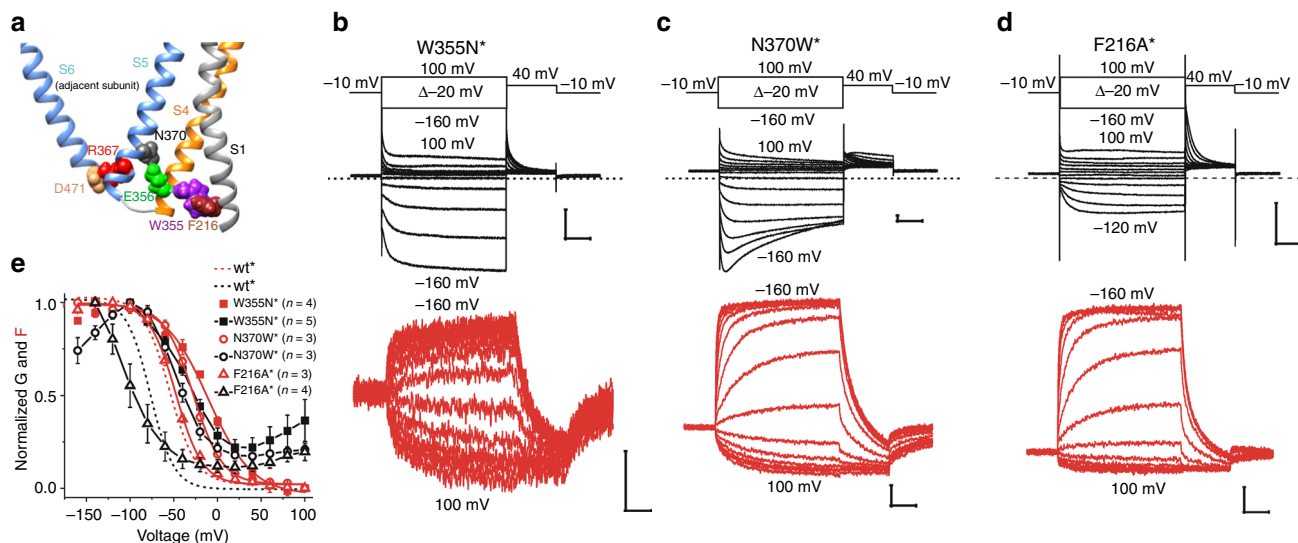 a
S6
(adjacent subunit)
S5
S4
N370
S1
R367
D471
E356
W355
F216
b
W355N*
100 mV
−10 mV
40 mV
−10 mV
Δ−20 mV
−160 mV
100 mV
−160 mV
−160 mV
100 mV
c
N370W*
100 mV
−10 mV
40 mV
−10 mV
Δ−20 mV
−160 mV
100 mV
−160 mV
−160 mV
100 mV
d
F216A*
100 mV
−10 mV
40 mV
−10 mV
Δ−20 mV
−160 mV
100 mV
−120 mV
−160 mV
100 mV
e
wt*
wt*
W355N* (n = 4)
W355N* (n = 5)
N370W* (n = 3)
N370W* (n = 3)
F216A* (n = 3)
F216A* (n = 4)
Normalized G and F
1.0
0.5
0.0
−150
−100
−50
0
50
100
Voltage (mV)